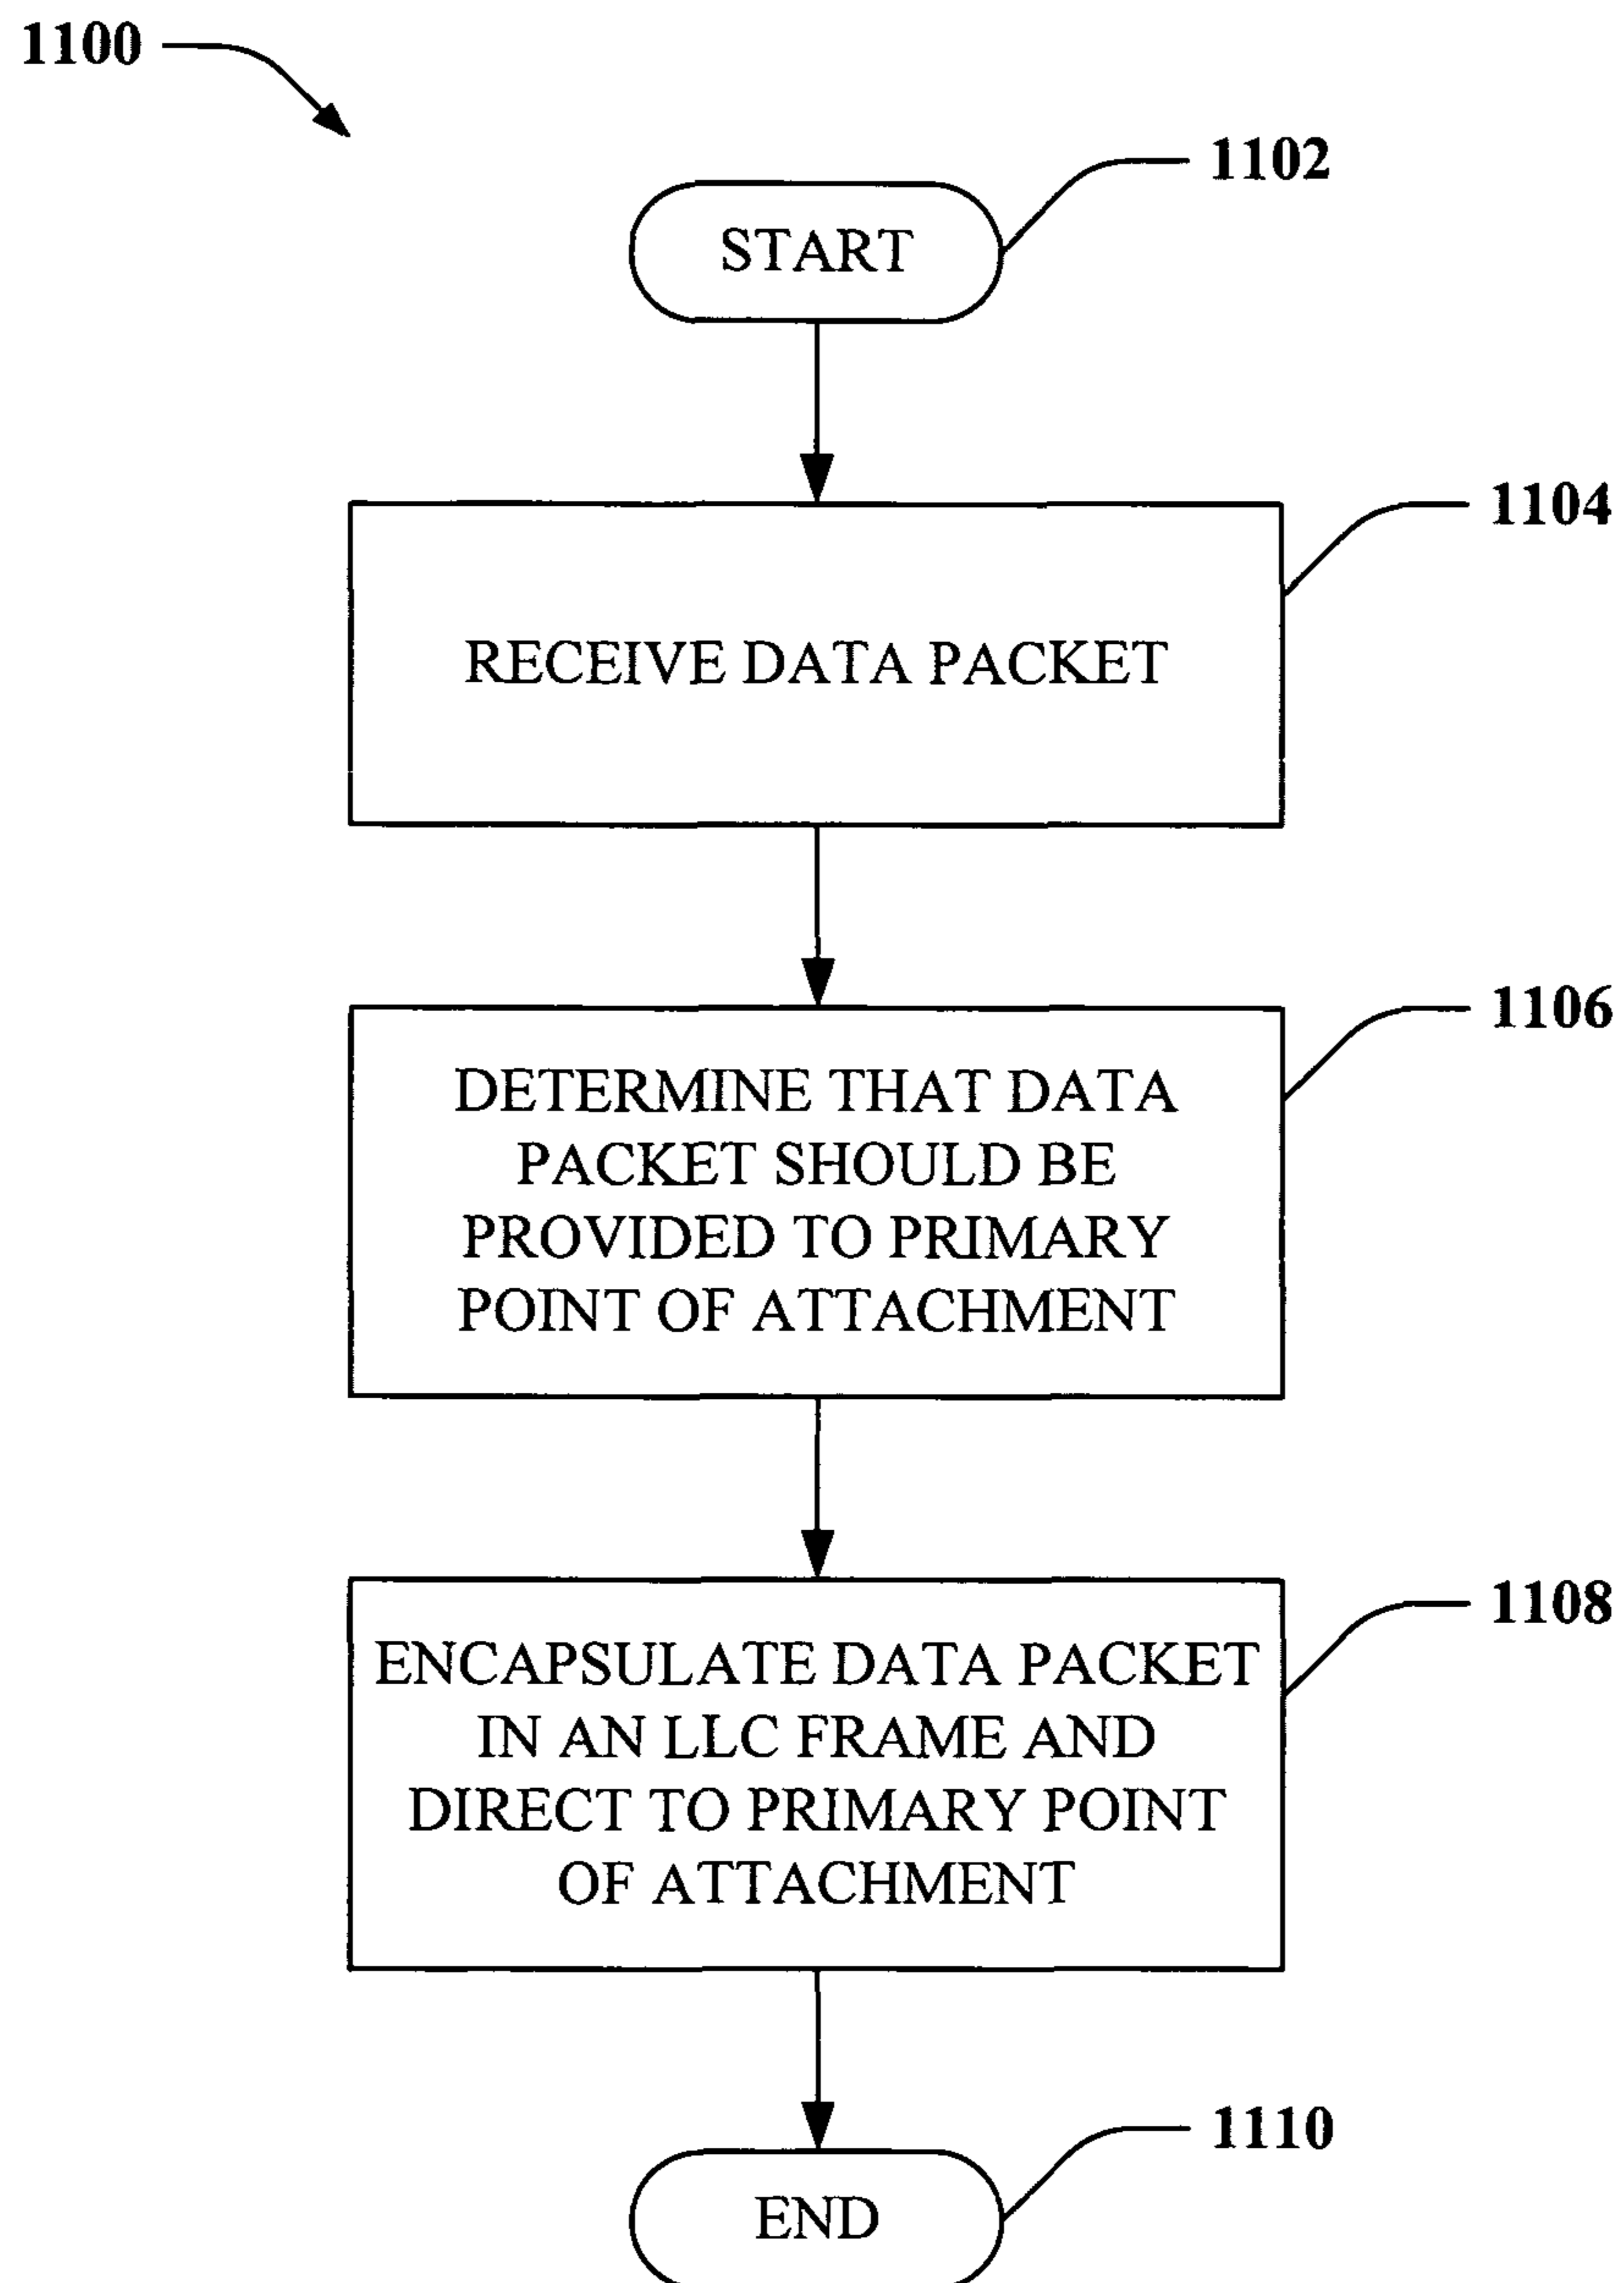 1100
1102
START
1104
RECEIVE DATA PACKET
1106
DETERMINE THAT DATA
PACKET SHOULD BE
PROVIDED TO PRIMARY
POINT OF ATTACHMENT
1108
ENCAPSULATE DATA PACKET
IN AN LLC FRAME AND
DIRECT TO PRIMARY POINT
OF ATTACHMENT
1110
END